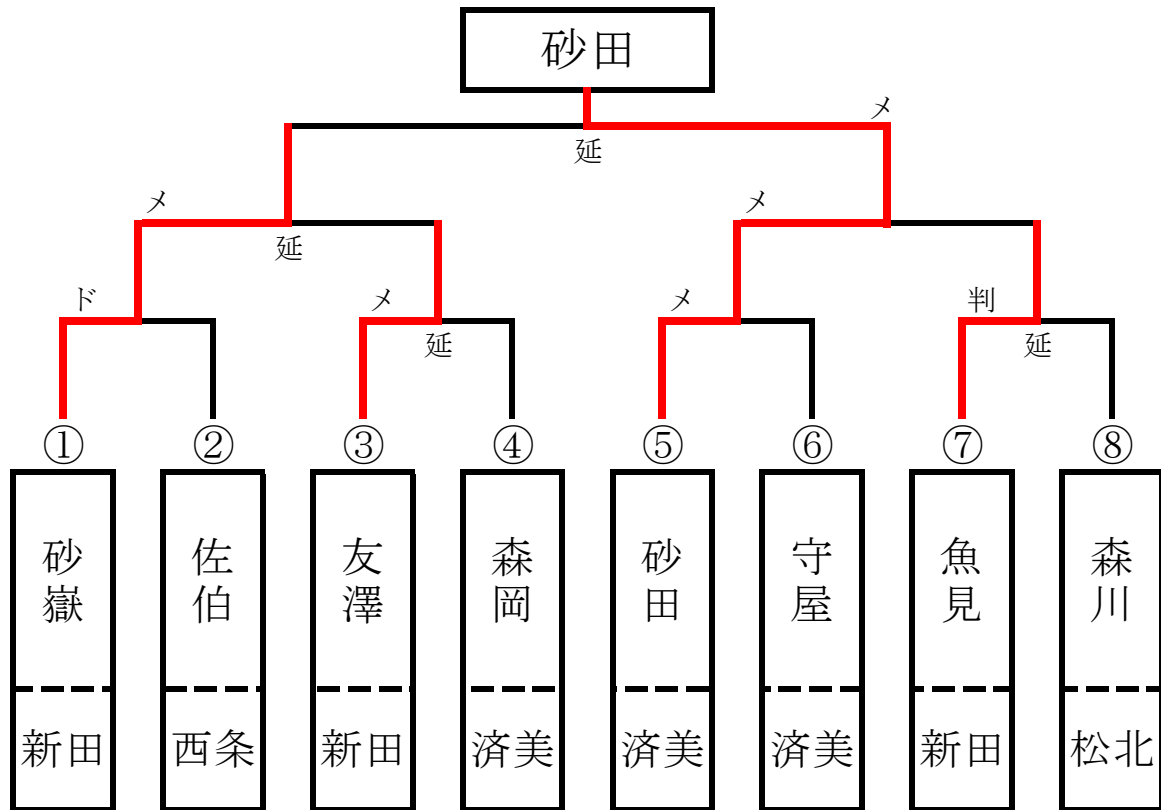 砂田
メ
延
メ
メ
延
ド
メ
メ
判
延
延
①
②
③
④
⑤
⑥
⑦
⑧
砂嶽
佐伯
友澤
森岡
砂田
守屋
魚見
森川
新田
西条
新田
済美
済美
済美
新田
松北